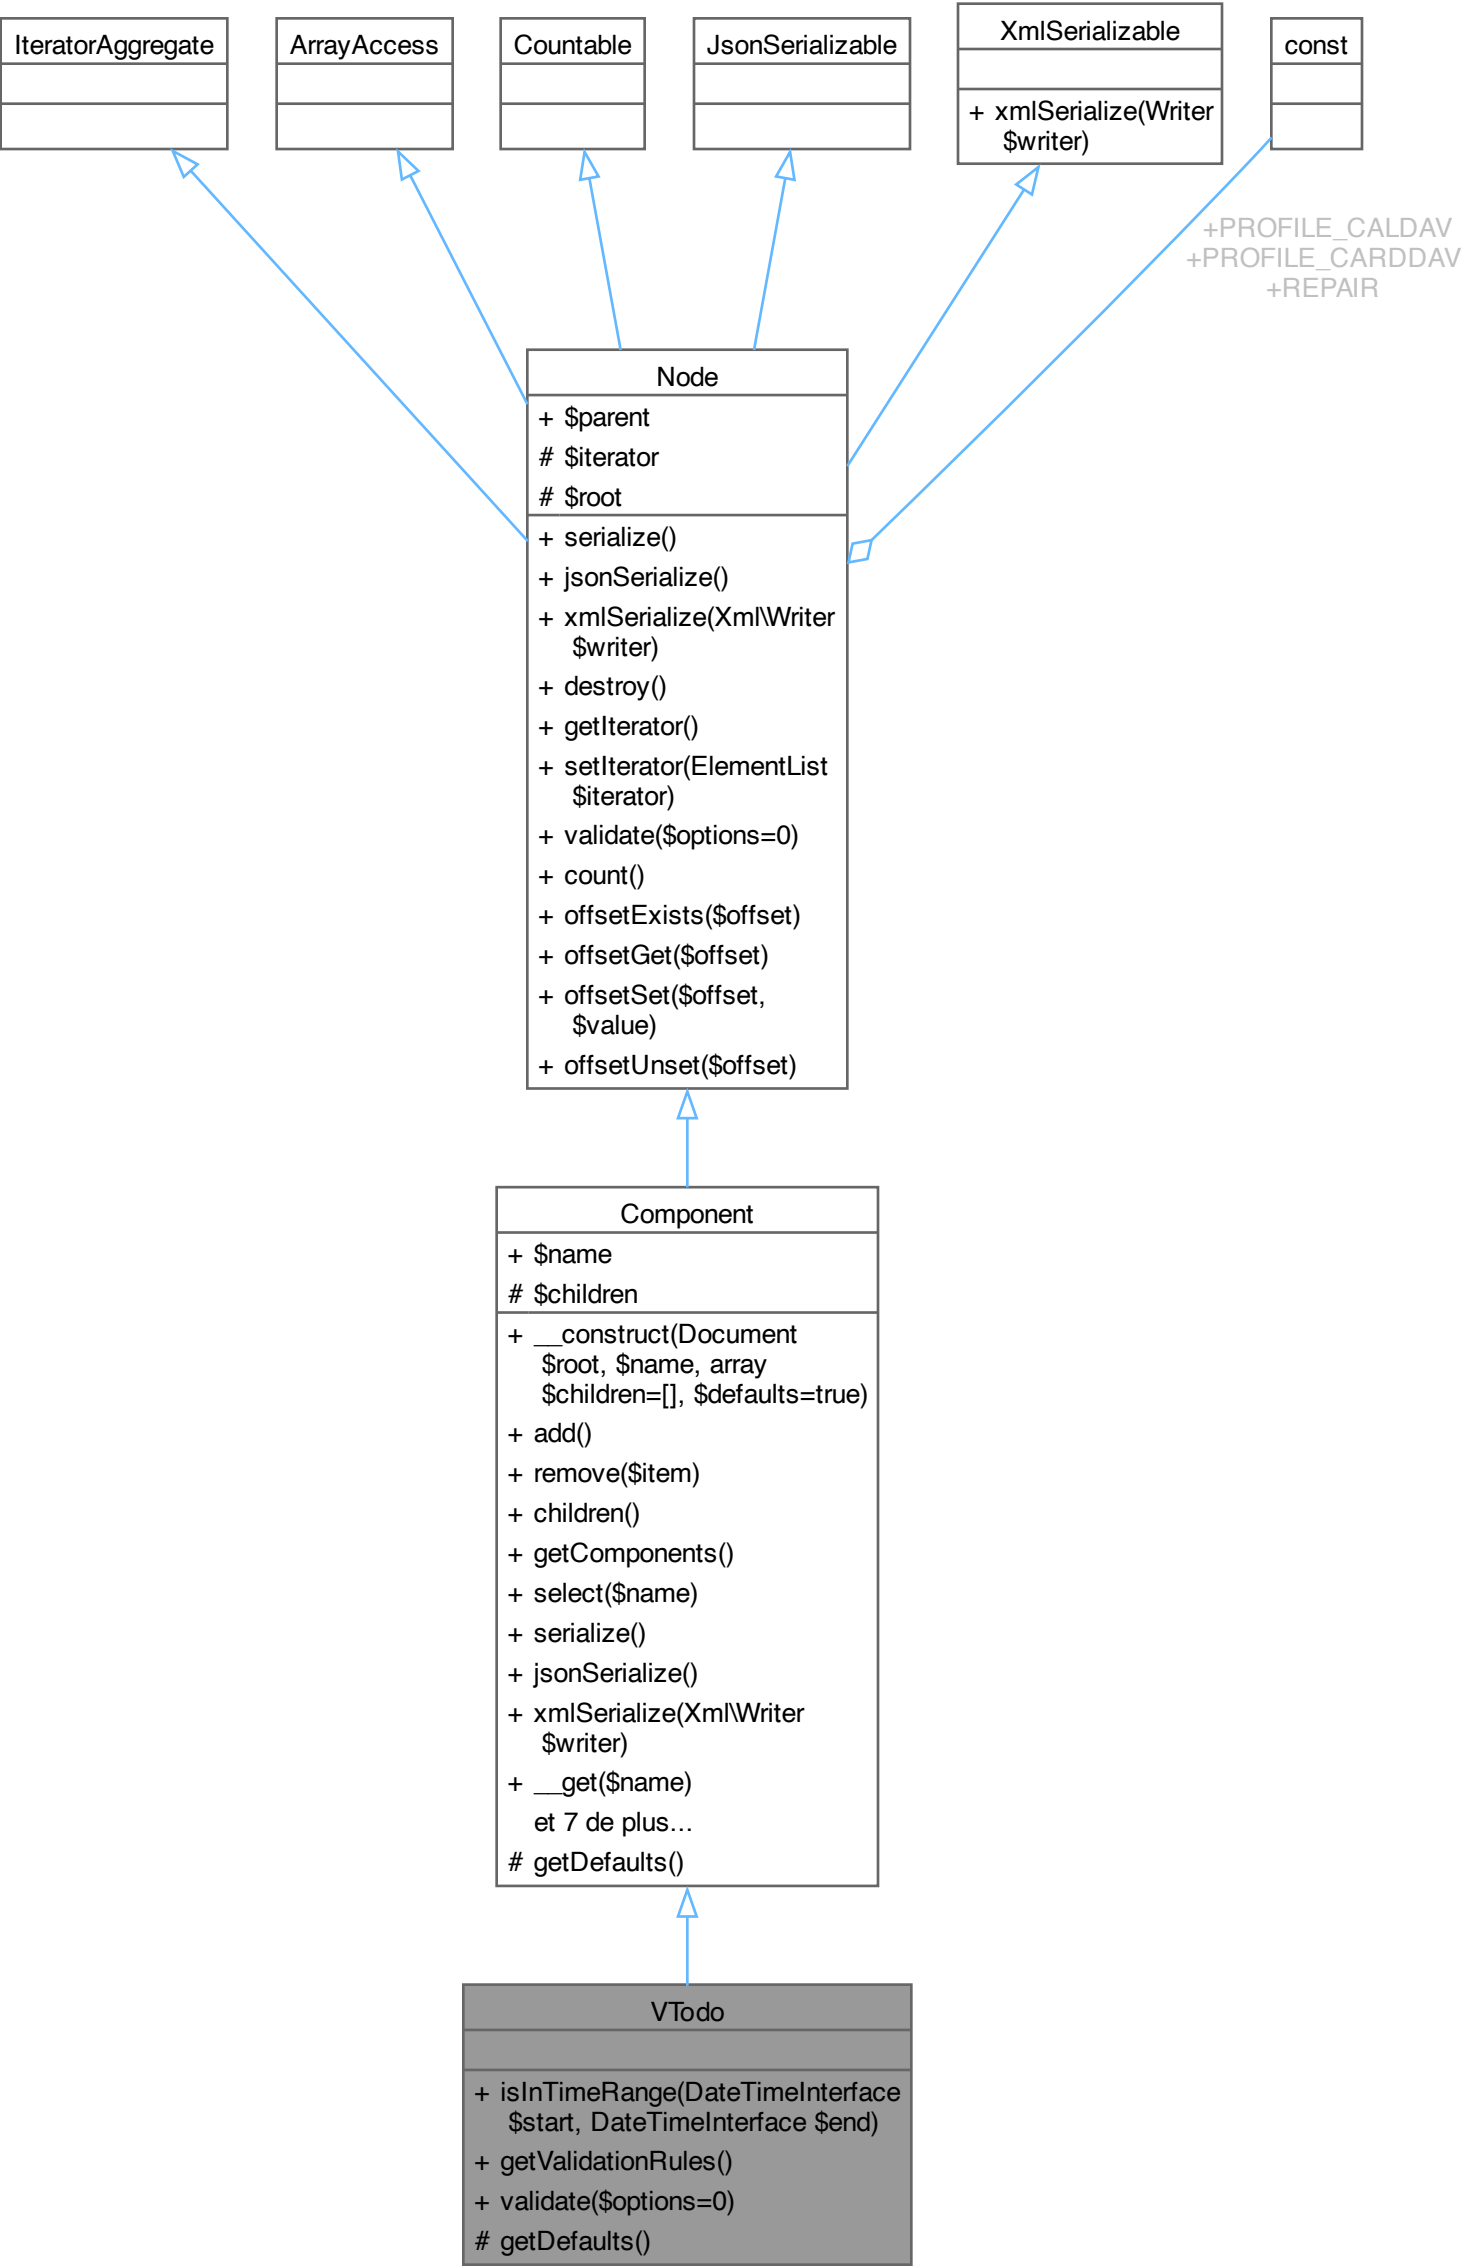 IteratorAggregate
ArrayAccess
Countable
JsonSerializable
XmlSerializable
+ xmlSerialize(Writer
$writer)
const
+PROFILE_CALDAV
+PROFILE_CARDDAV
+REPAIR
Node
+ $parent
# $iterator
# $root
+ serialize()
+ jsonSerialize()
+ xmlSerialize(Xml\Writer
$writer)
+ destroy()
+ getIterator()
+ setIterator(ElementList
$iterator)
+ validate($options=0)
+ count()
+ offsetExists($offset)
+ offsetGet($offset)
+ offsetSet($offset,
$value)
+ offsetUnset($offset)
Component
+ $name
# $children
+ __construct(Document
$root, $name, array
$children=[], $defaults=true)
+ add()
+ remove($item)
+ children()
+ getComponents()
+ select($name)
+ serialize()
+ jsonSerialize()
+ xmlSerialize(Xml\Writer
$writer)
+ __get($name)
et 7 de plus...
# getDefaults()
VTodo
+ isInTimeRange(DateTimeInterface
$start, DateTimeInterface $end)
+ getValidationRules()
+ validate($options=0)
# getDefaults()